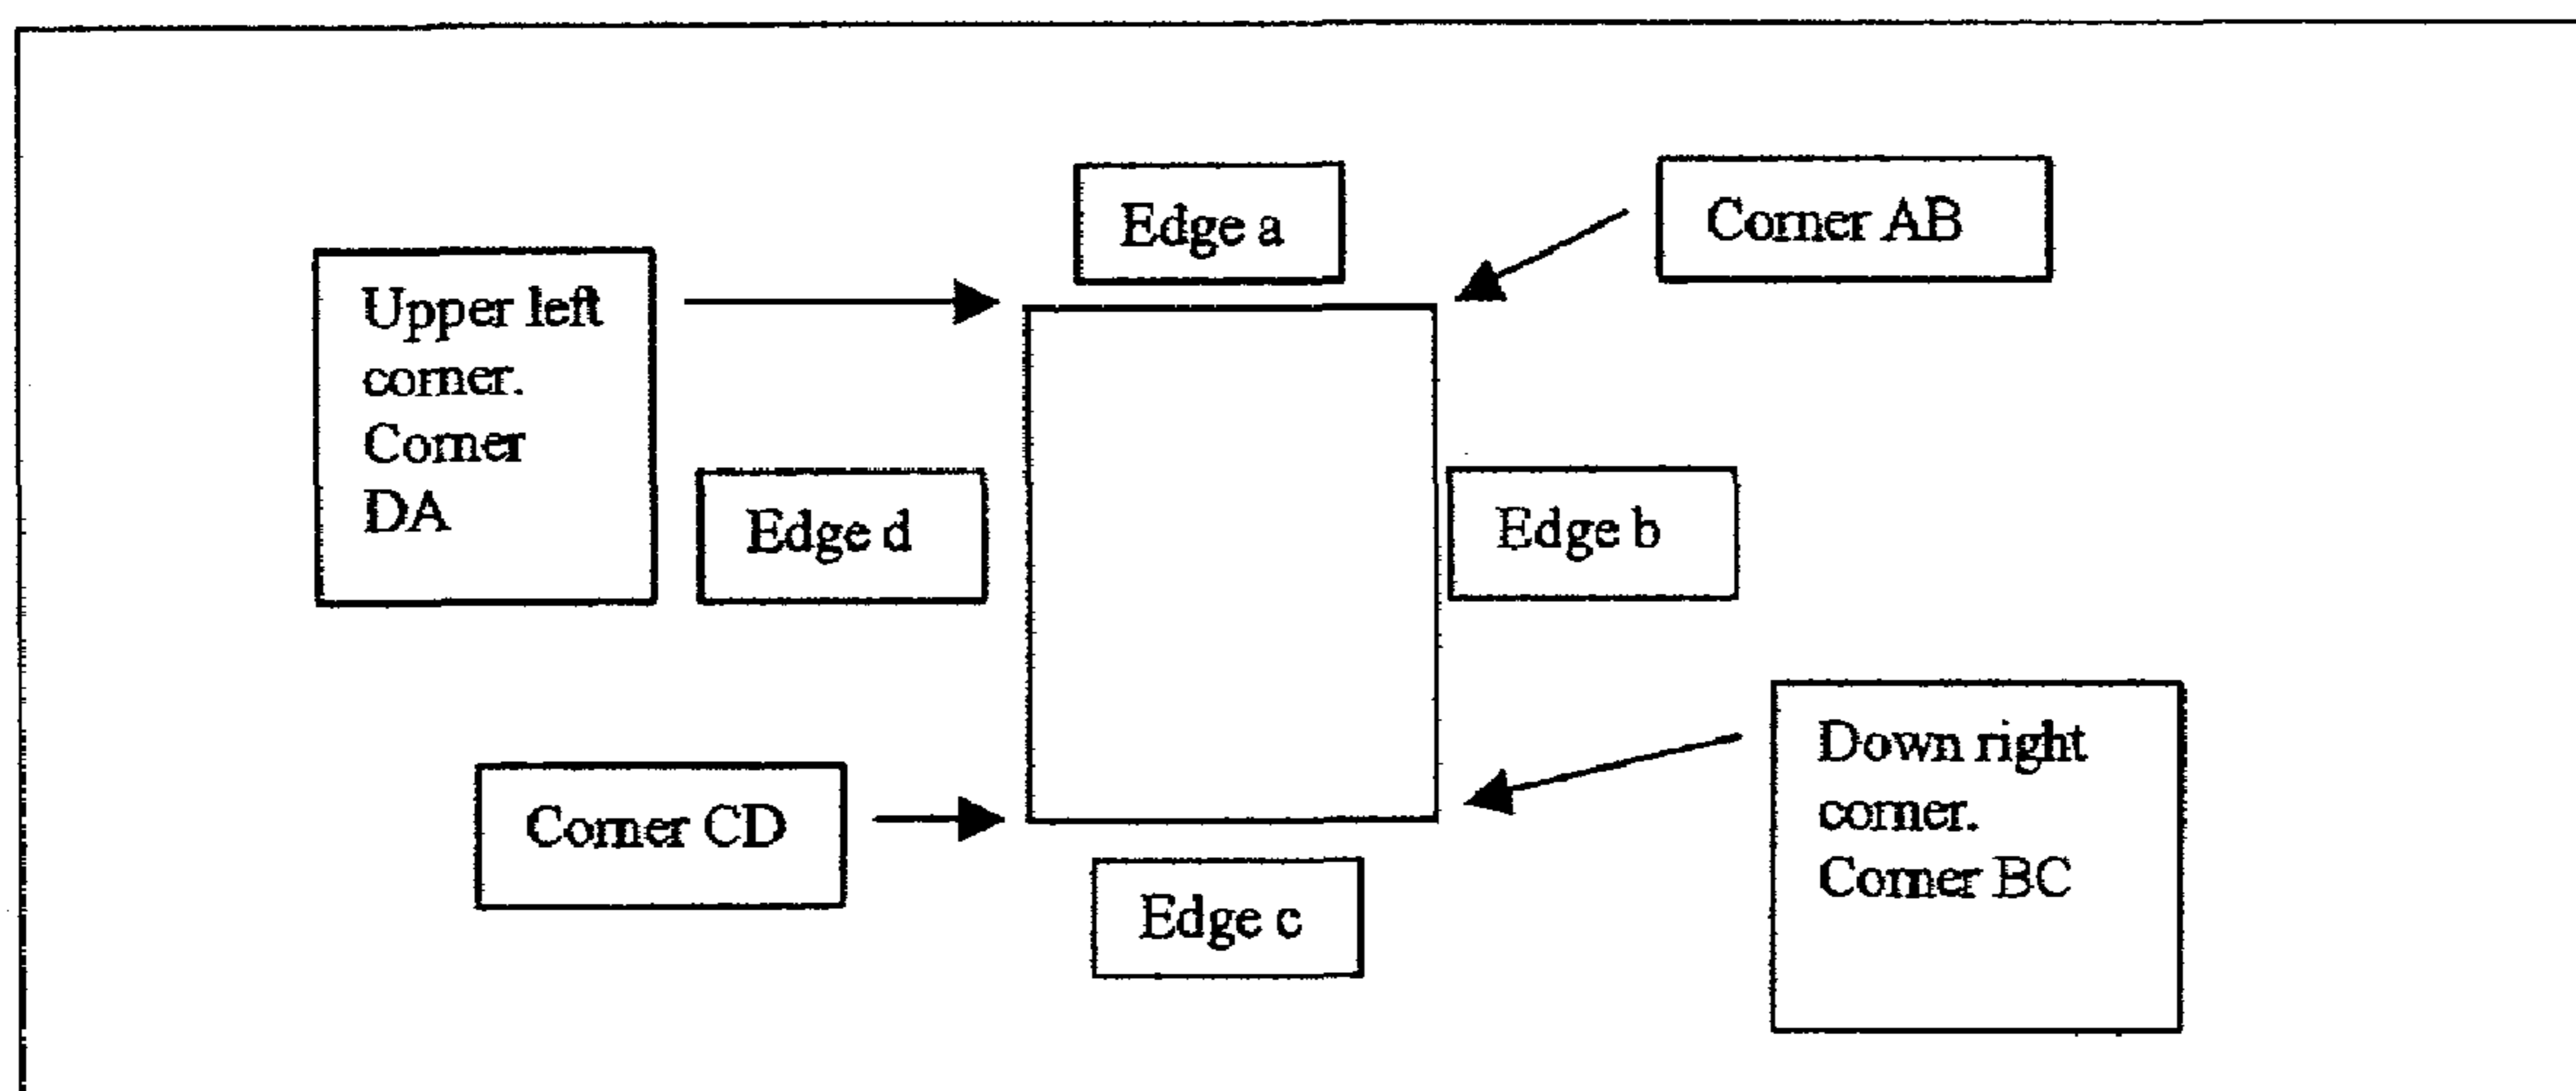 Edge a
Corner AB
Upper left
corner.
Corner
DA
Edge d
Edge b
Down right
corner.
Corner BC
Corner CD
Edge c